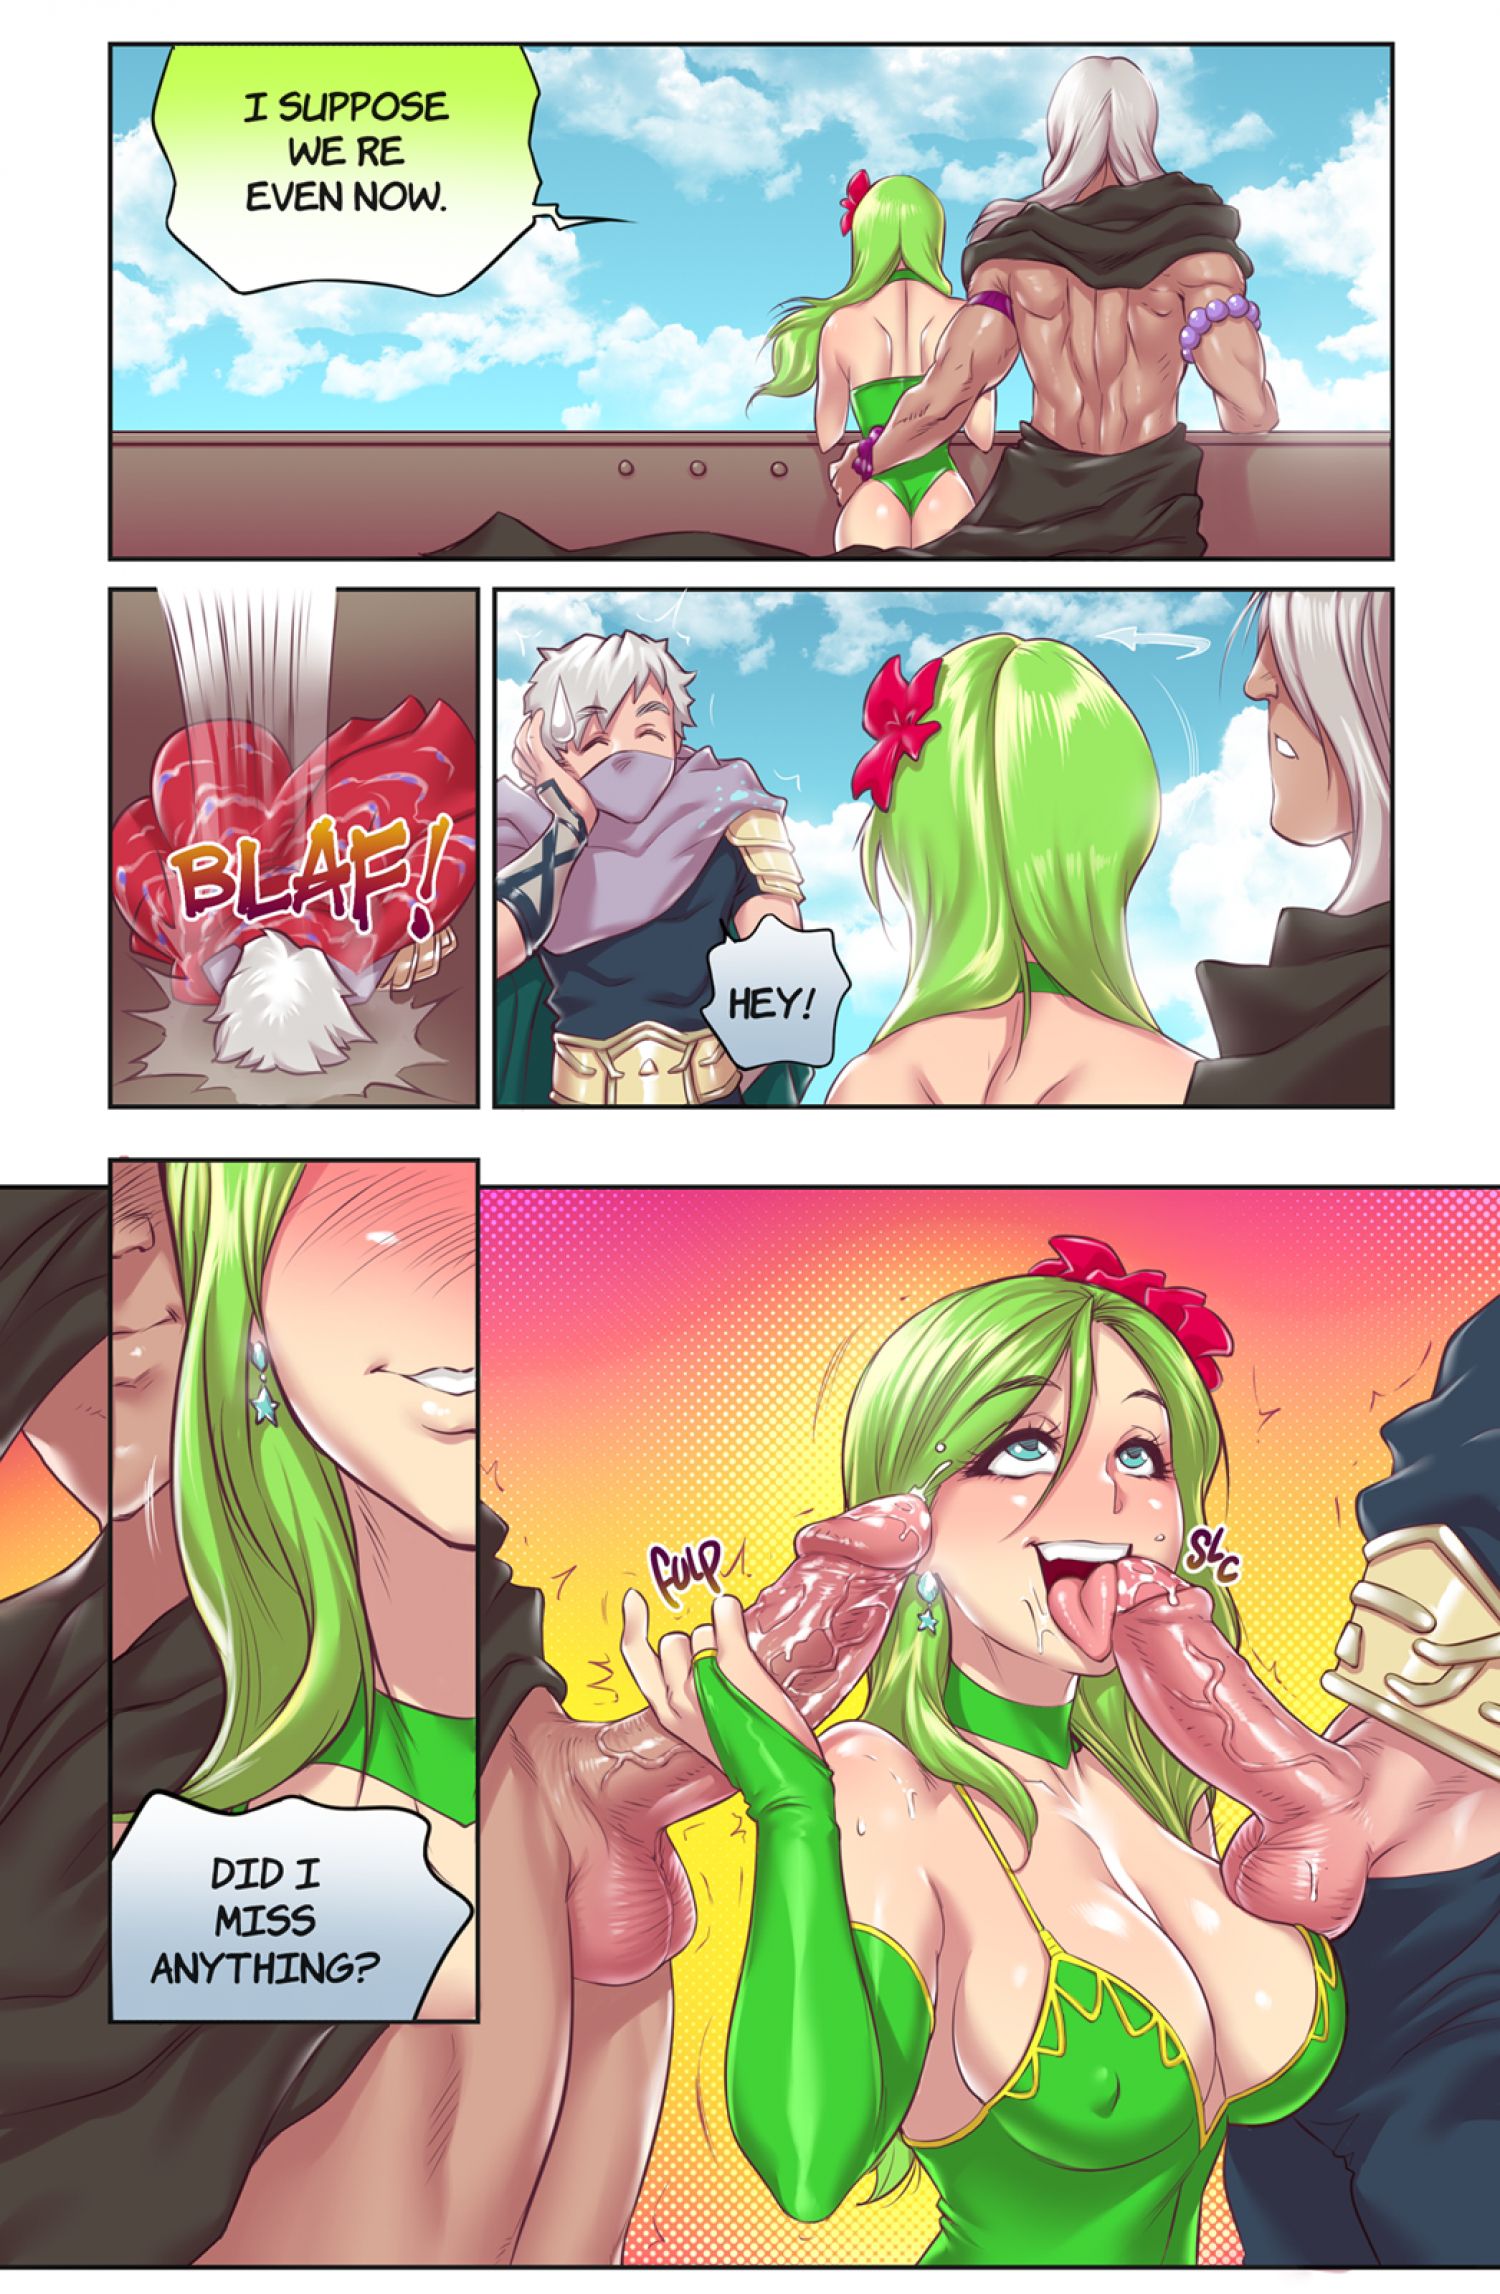 I SUPPOSE
WE RE
EVEN NOW.
BLAF!
HEY!
DID I
MISS
ANYTHING?
FULP
SLC